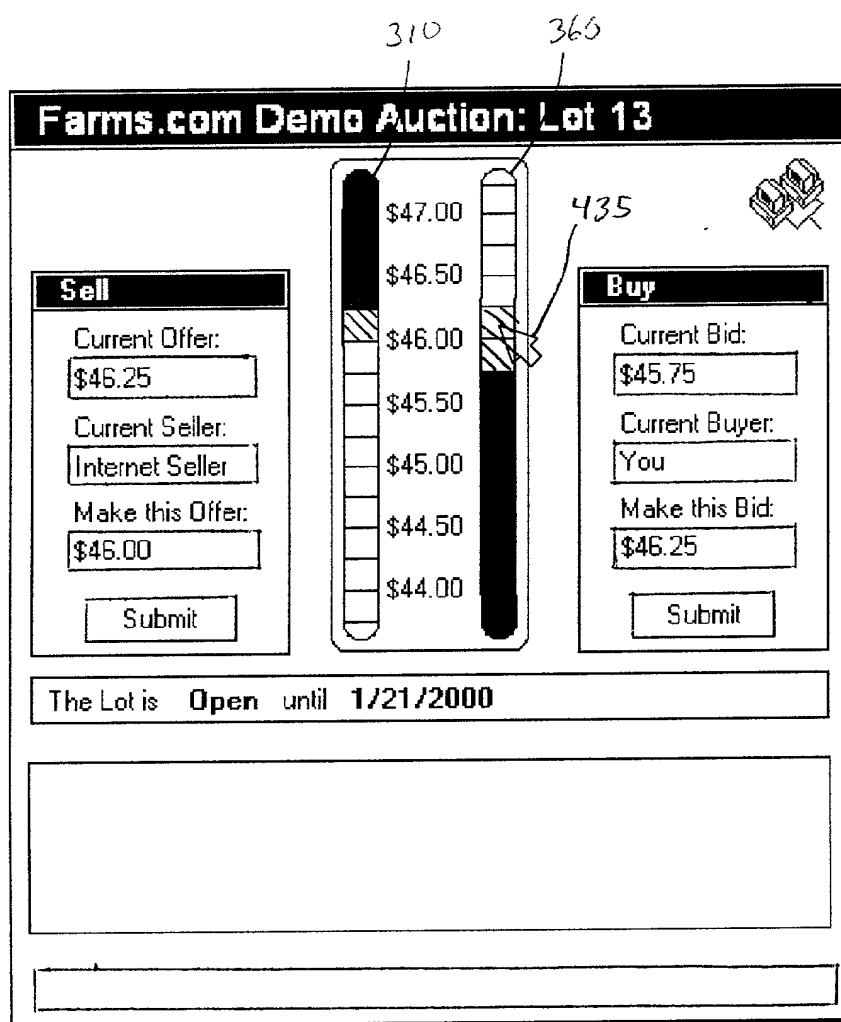 310 360
Farms.com Demo Auction: Lot 13
$47.00
$46.50
$46.00
$45.50
$45.00
$44.50
$44.00
435
Sell
Current Offer:
$46.25
Current Seller:
Internet Seller
Make this Offer:
$46.00
Submit
Buy
Current Bid:
$45.75
Current Buyer:
You
Make this Bid:
$46.25
Submit
The Lot is Open until 1/21/2000